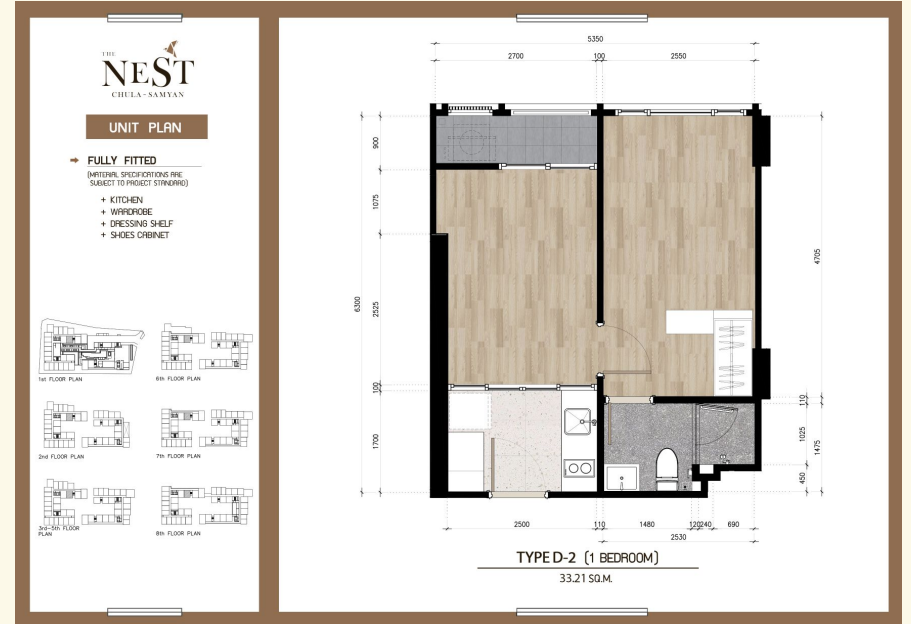 THE
NEST
CHULA-SAMYAN
UNIT PLAN
FULLY FITTED
(MATERIAL SPECIFICATIONS ARE
SUBJECT TO PROJECT STANDARD)
+ KITCHEN
+ WARDROBE
+ DRESSING SHELF
+ SHOES CABINET
1st FLOOR PLAN
6th FLOOR PLAN
2nd FLOOR PLAN
7th FLOOR PLAN
3rd-5th FLOOR
PLAN
8th FLOOR PLAN
5350
2700 100 2550
900
1075
6300
2525
100
1700
4705
110
1025
1475
450
2500 110 1480 120 240 690
2530
TYPE D-2 (1 BEDROOM)
33.21 SQ.M.